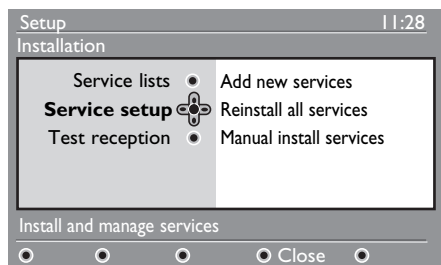 Setup 11:28
Installation
Service lists Add new services
Service setup Reinstall all services
Test reception Manual install services
Install and manage services
Close